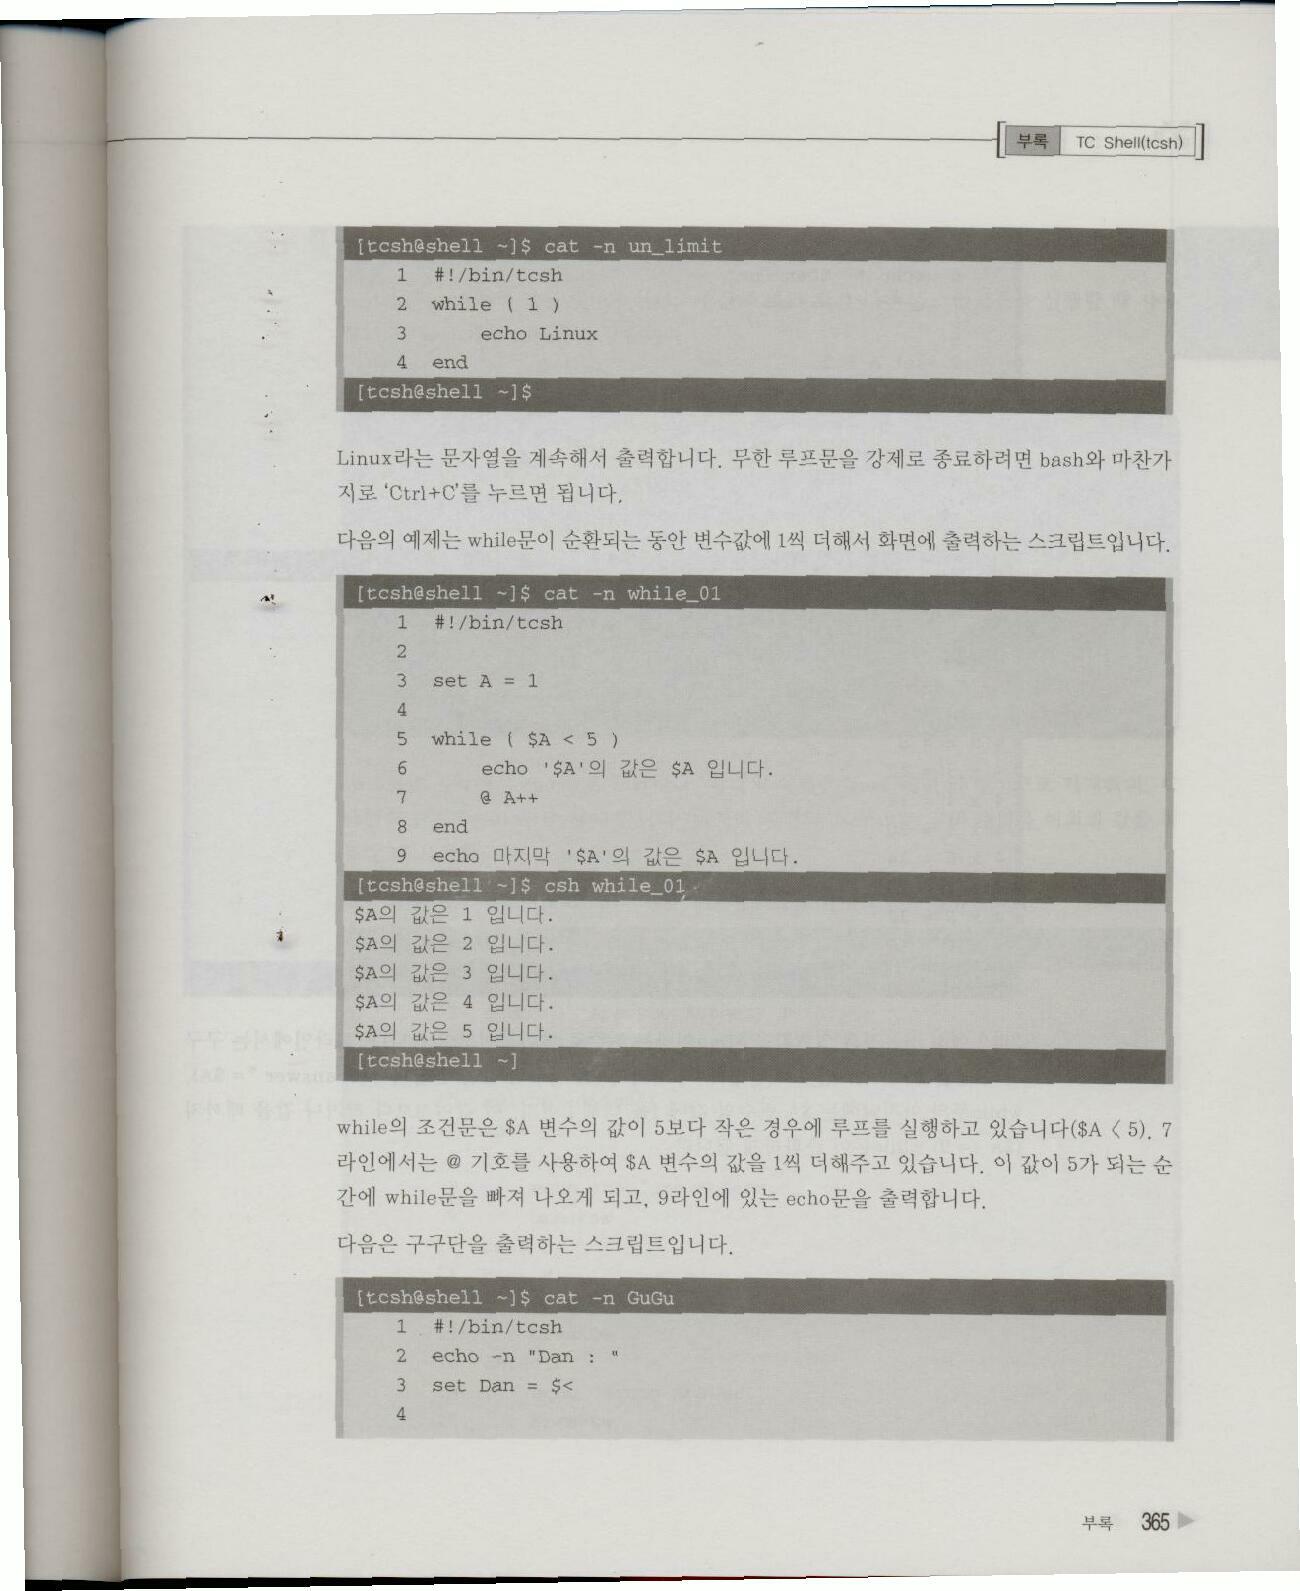 부록 TC Shell(tcsh)
[tcsh@shell ~]$ cat -n un_limit
1 #!/bin/tcsh
2 while ( 1 )
3 echo Linux
4 end
[tcsh@shell ~]$
Linux라는 문자열을 계속해서 출력합니다. 무한 루프문을 강제로 종료하려면 bash와 마찬가
지로 ‘Ctrl+C’를 누르면 됩니다.
다음의 예제는 while문이 순환되는 동안 변수값에 1씩 더해서 화면에 출력하는 스크립트입니다.
[tcsh@shell ~]$ cat -n while_01
1 #!/bin/tcsh
2
3 set A = 1
4
5 while ( $A < 5 )
6 echo '$A'의 값은 $A 입니다.
7 @ A++
8 end
9 echo 마지막 '$A'의 값은 $A 입니다.
[tcsh@shell ~]$ csh while_01
$A의 값은 1 입니다.
$A의 값은 2 입니다.
$A의 값은 3 입니다.
$A의 값은 4 입니다.
$A의 값은 5 입니다.
[tcsh@shell ~]
while의 조건문은 $A 변수의 값이 5보다 작은 경우에 루프를 실행하고 있습니다($A < 5). 7
라인에서는 @ 기호를 사용하여 $A 변수의 값을 1씩 더해주고 있습니다. 이 값이 5가 되는 순
간에 while문을 빠져 나오게 되고, 9라인에 있는 echo문을 출력합니다.
다음은 구구단을 출력하는 스크립트입니다.
[tcsh@shell ~]$ cat -n GuGu
1 #!/bin/tcsh
2 echo -n "Dan : "
3 set Dan = $<
4
부록 365